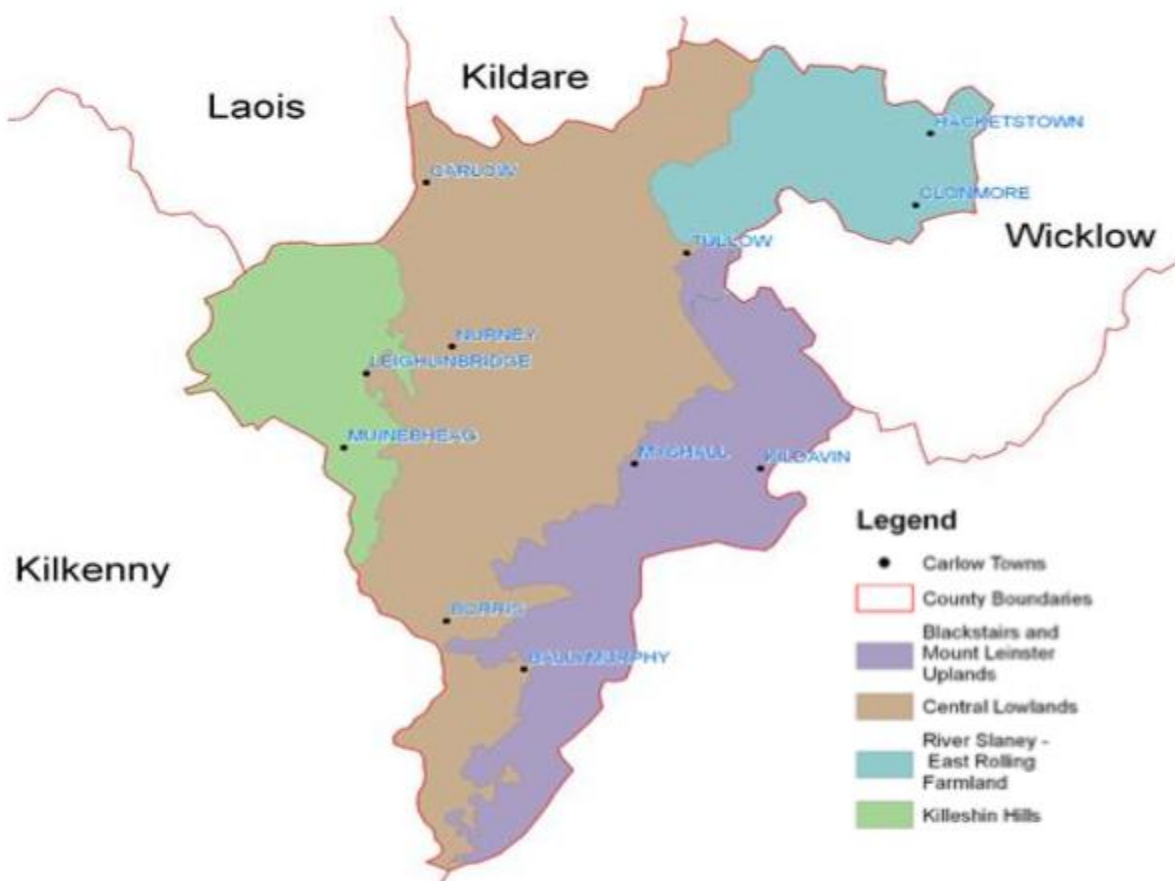 Kildare
Laois
HACKETSTOWN
CARLOW
CLONMORE
Wicklow
TULLOW
NURNEY
LEIGHLINBRIDGE
MUINEBHEAG
MYSHALL
KILDAVIN
Kilkenny
BORRIS
BALLYMURPHY
Legend
Carlow Towns
County Boundaries
Blackstairs and
Mount Leinster
Uplands
Central Lowlands
River Slaney -
East Rolling
Farmland
Killeshin Hills